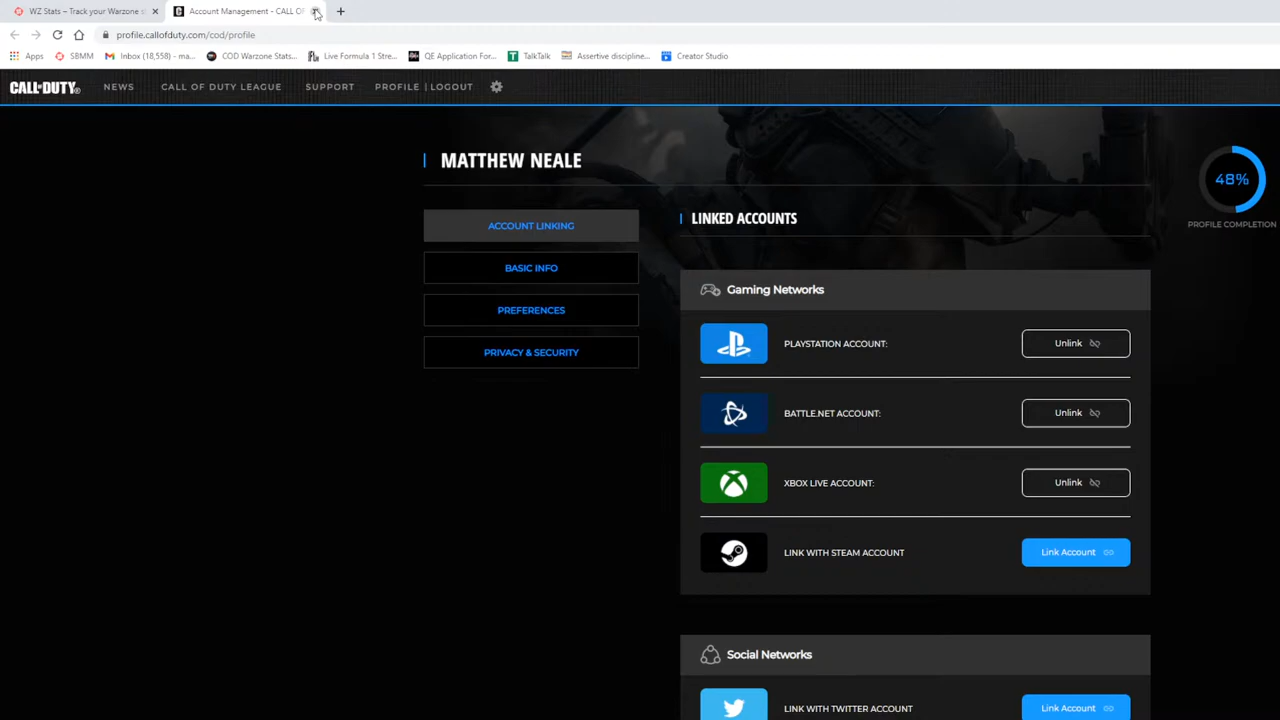 WZ Stats – Track your Warzone s
Account Management - CALL OF
profile.callofduty.com/cod/profile
Apps
SBMM
Inbox (18,558) - ma...
COD Warzone Stats...
Live Formula 1 Stre...
QE Application For...
TalkTalk
Assertive discipline...
Creator Studio
CALL OF DUTY
NEWS
CALL OF DUTY LEAGUE
SUPPORT
PROFILE | LOGOUT
MATTHEW NEALE
48%
PROFILE COMPLETION
ACCOUNT LINKING
BASIC INFO
PREFERENCES
PRIVACY & SECURITY
LINKED ACCOUNTS
Gaming Networks
PLAYSTATION ACCOUNT:
Unlink
BATTLE.NET ACCOUNT:
Unlink
XBOX LIVE ACCOUNT:
Unlink
LINK WITH STEAM ACCOUNT
Link Account
Social Networks
LINK WITH TWITTER ACCOUNT
Link Account